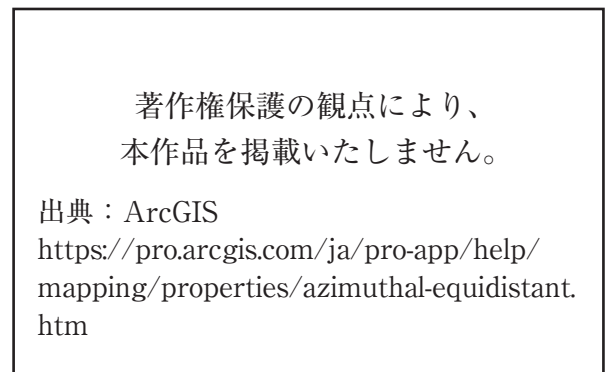 著作権保護の観点により、
本作品を掲載いたしません。
出典：ArcGIS
https://pro.arcgis.com/ja/pro-app/help/
mapping/properties/azimuthal-equidistant.
htm